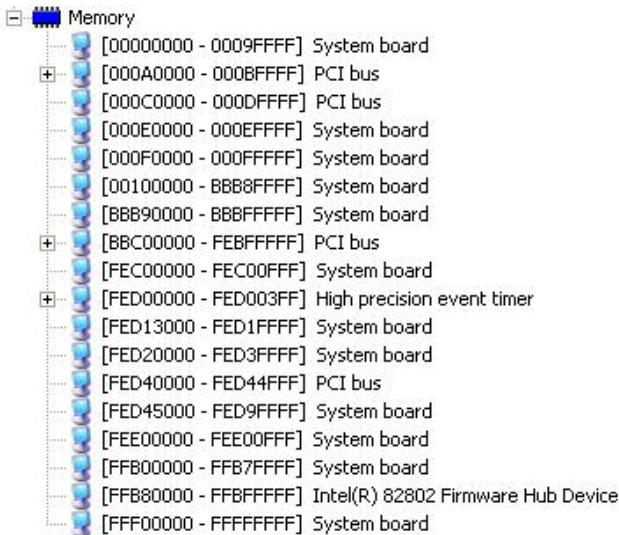 Memory
[00000000 - 0009FFFF] System board
[000A0000 - 000BFFFF] PCI bus
[000C0000 - 000DFFFF] PCI bus
[000E0000 - 000EFFFF] System board
[000F0000 - 000FFFFF] System board
[00100000 - BBB8FFFF] System board
[BBB90000 - BBBFFFFF] System board
[BBC00000 - FEBFFFFF] PCI bus
[FEC00000 - FEC00FFF] System board
[FED00000 - FED003FF] High precision event timer
[FED13000 - FED1FFFF] System board
[FED20000 - FED3FFFF] System board
[FED40000 - FED44FFF] PCI bus
[FED45000 - FED9FFFF] System board
[FEE00000 - FEE00FFF] System board
[FFB00000 - FFB7FFFF] System board
[FFB80000 - FFBFFFFF] Intel(R) 82802 Firmware Hub Device
[FFF00000 - FFFFFFFF] System board